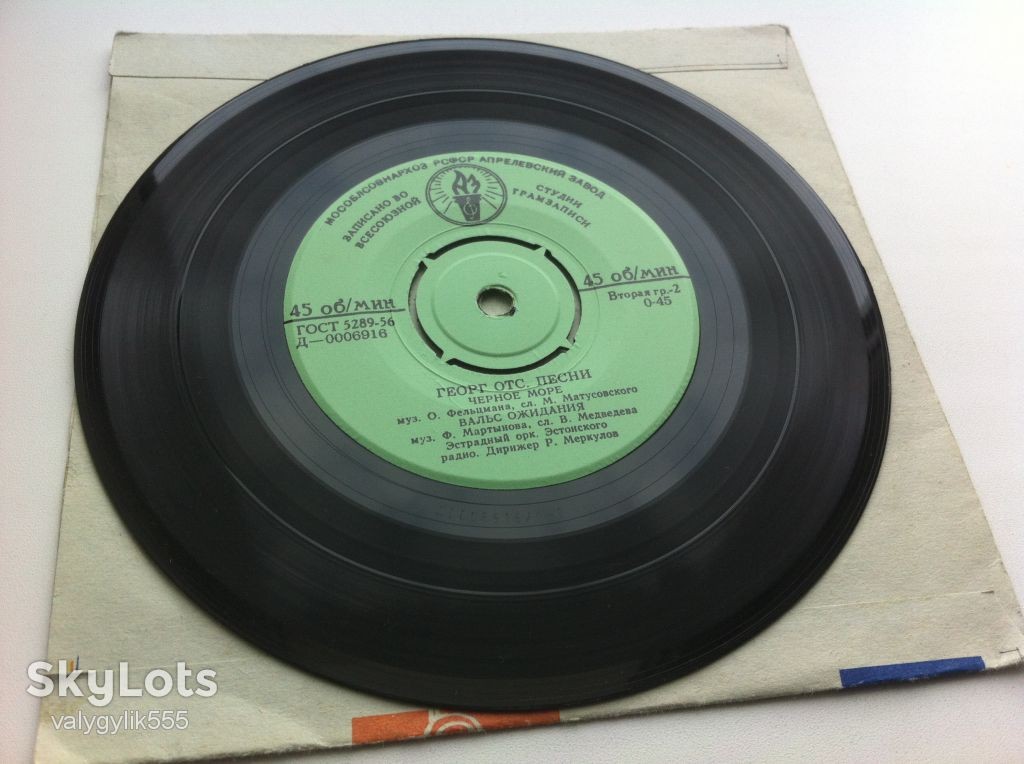 МОСОБЛСОВНАРХОЗ РСФСР АПРЕЛЕВСКИЙ ЗАВОД
ЗАПИСАНО ВО
ВСЕСОЮЗНОЙ
СТУДИИ
ГРАМЗАПИСИ
АЗ
45 об/мин
ГОСТ 5289-56
Д—0006916
45 об/мин
Вторая гр.-2
0-45
ГЕОРГ ОТС. ПЕСНИ
ЧЕРНОЕ МОРЕ
муз. О. Фельцмана, сл. М. Матусовского
ВАЛЬС ОЖИДАНИЯ
муз. Ф. Мартынова, сл. В. Медведева
Эстрадный орк. Эстонского
радио. Дирижер Р. Меркулов
SkyLots
valygylik555